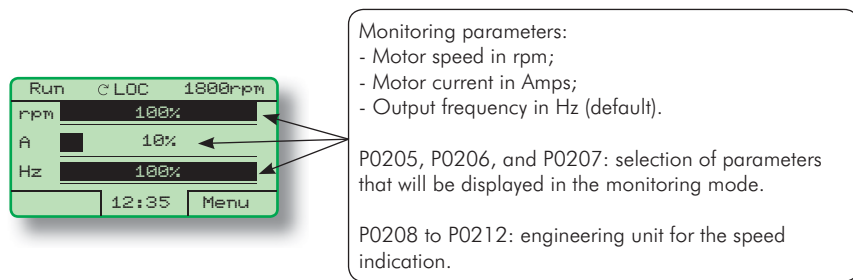 Run ⟳ LOC 1800rpm
rpm 100%
A 10%
Hz 100%
12:35 Menu
Monitoring parameters:
- Motor speed in rpm;
- Motor current in Amps;
- Output frequency in Hz (default).
P0205, P0206, and P0207: selection of parameters
that will be displayed in the monitoring mode.
P0208 to P0212: engineering unit for the speed
indication.